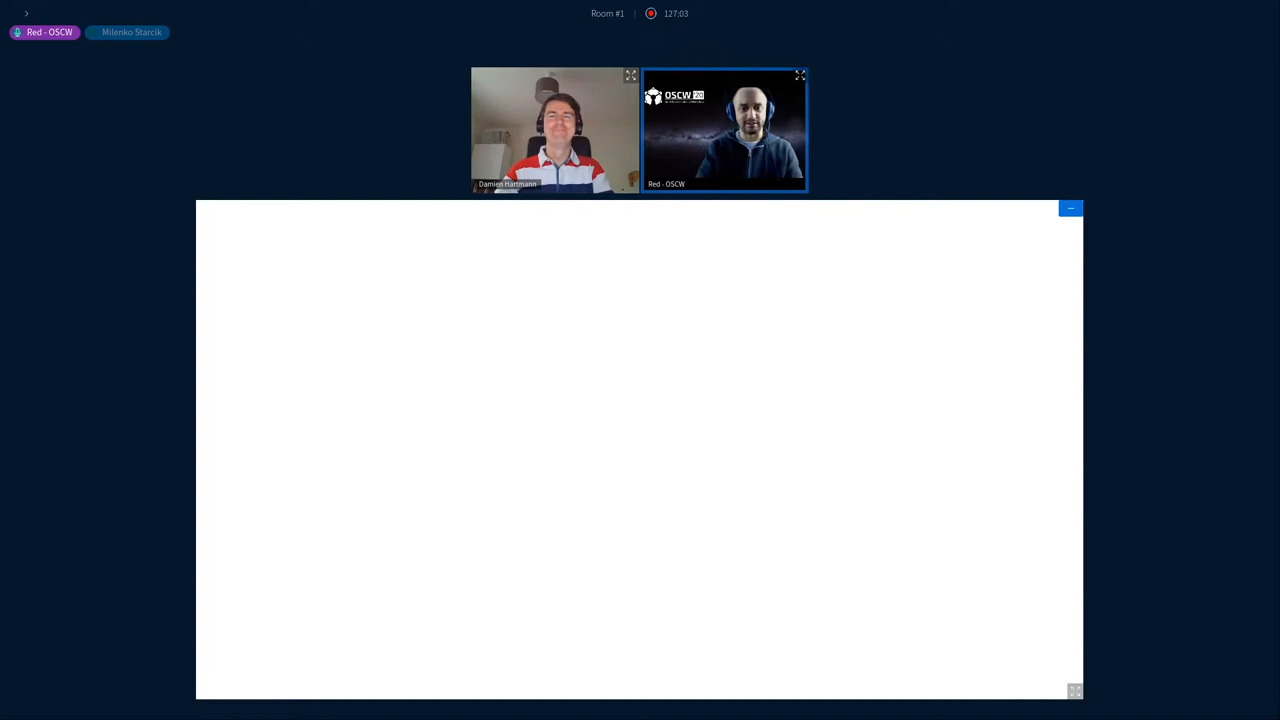 Room #1 | 127:03
Red - OSCW Milenko Starcik
OSCW '20
Damien Hartmann
Red - OSCW